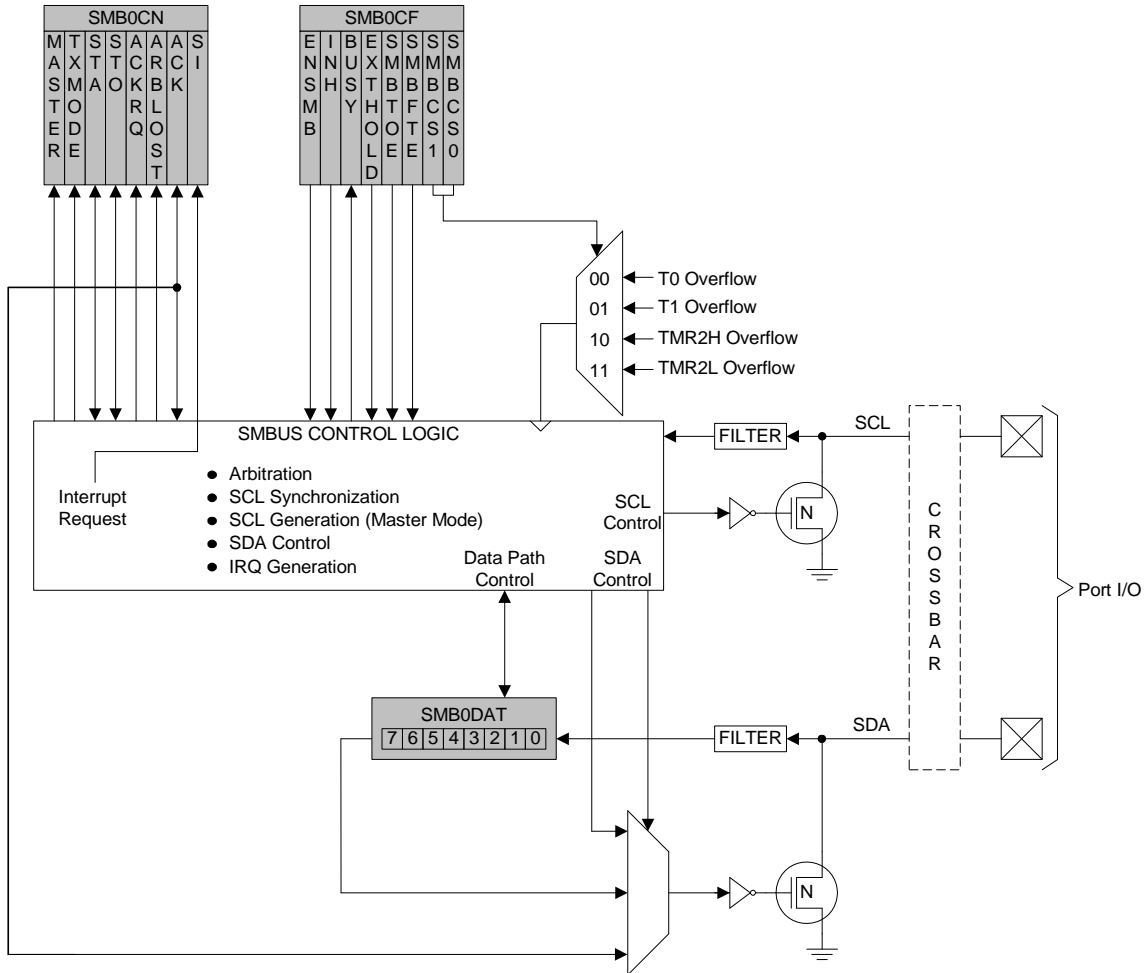 SMB0CN
MASTER
TXMODE
STA
STO
ACKRQ
ARBLOST
ACK
SI
SMB0CF
ENSMB
INH
BUSY
EXTHOLD
SMBTOE
SMBFTE
SMBCS1
SMBCS0
00 T0 Overflow
01 T1 Overflow
10 TMR2H Overflow
11 TMR2L Overflow
SMBUS CONTROL LOGIC
Interrupt
Request
● Arbitration
● SCL Synchronization
● SCL Generation (Master Mode)
● SDA Control
● IRQ Generation
SCL
Control
Data Path
Control
SDA
Control
FILTER
SCL
N
CROSSBAR
Port I/O
SMB0DAT
7 6 5 4 3 2 1 0
FILTER
SDA
N